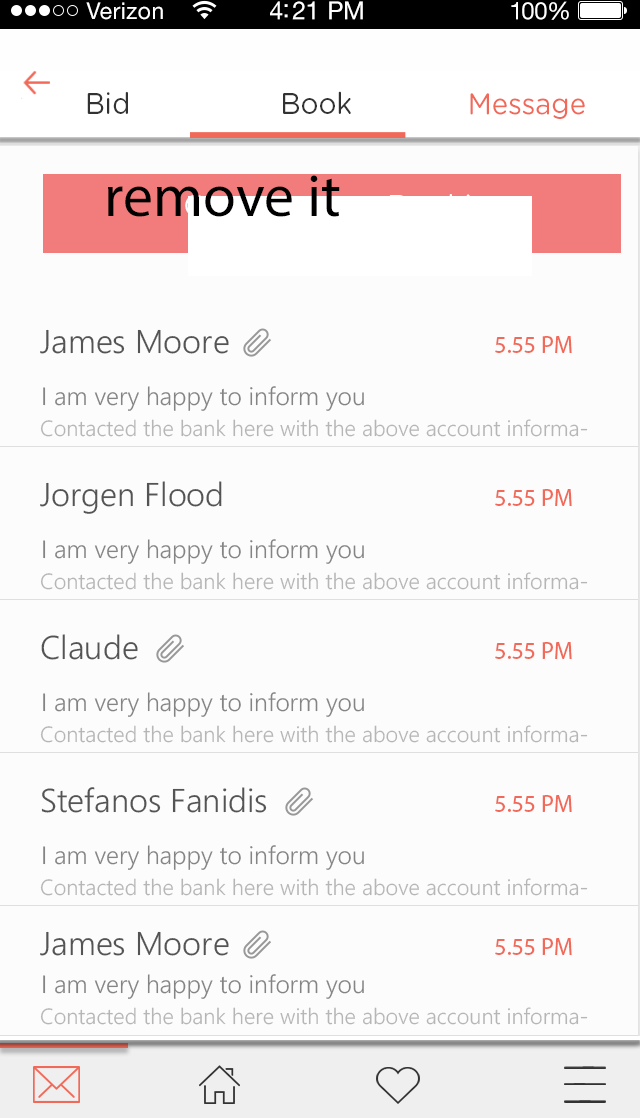 Verizon 4:21 PM 100%
Bid Book Message
remove it
James Moore 5.55 PM
I am very happy to inform you
Contacted the bank here with the above account informa-
Jorgen Flood 5.55 PM
I am very happy to inform you
Contacted the bank here with the above account informa-
Claude 5.55 PM
I am very happy to inform you
Contacted the bank here with the above account informa-
Stefanos Fanidis 5.55 PM
I am very happy to inform you
Contacted the bank here with the above account informa-
James Moore 5.55 PM
I am very happy to inform you
Contacted the bank here with the above account informa-